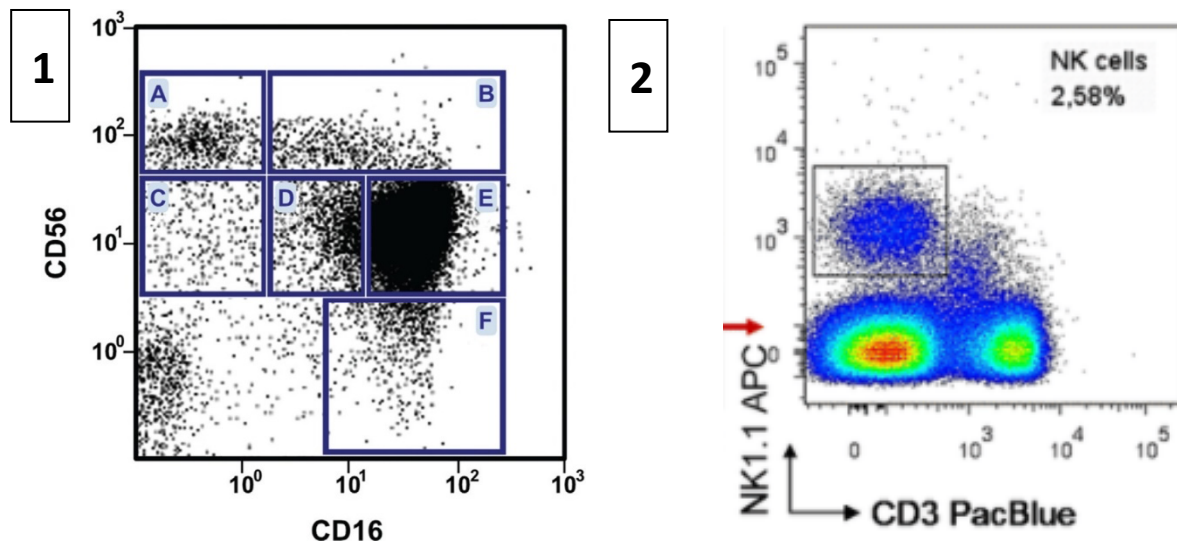 1
10³
10²
10¹
10⁰
CD56
A
B
C
D
E
F
10⁰
10¹
10²
10³
CD16
2
NK cells
2,58%
10⁵
10⁴
10³
0
NK1.1 APC
0
10³
10⁴
10⁵
CD3 PacBlue